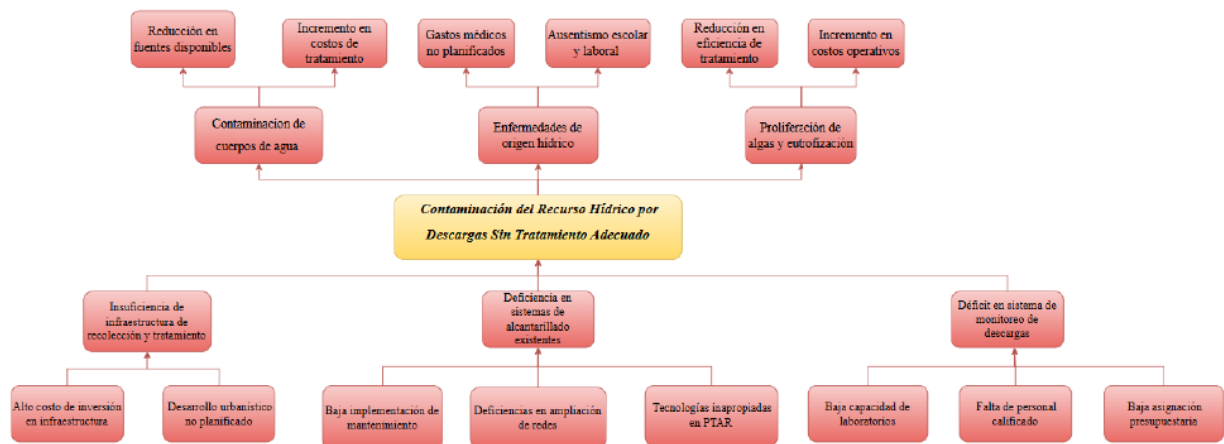 Reducción en
fuentes disponibles
Incremento en
costos de
tratamiento
Gastos médicos
no planificados
Ausentismo escolar
y laboral
Reducción en
eficiencia de
tratamiento
Incremento en
costos operativos
Contaminacion de
cuerpos de agua
Enfermedades de
origen hídrico
Proliferación de
algas y eutrofización
Contaminación del Recurso Hídrico por
Descargas Sin Tratamiento Adecuado
Insuficiencia de
infraestructura de
recolección y tratamiento
Deficiencia en
sistemas de
alcantarillado
existentes
Déficit en sistema de
monitoreo de
descargas
Alto costo de inversión
en infraestructura
Desarrollo urbanístico
no planificado
Baja implementación de
mantenimiento
Deficiencias en ampliación
de redes
Tecnologías inapropiadas
en PTAR
Baja capacidad de
laboratorios
Falta de personal
calificado
Baja asignación
presupuestaria